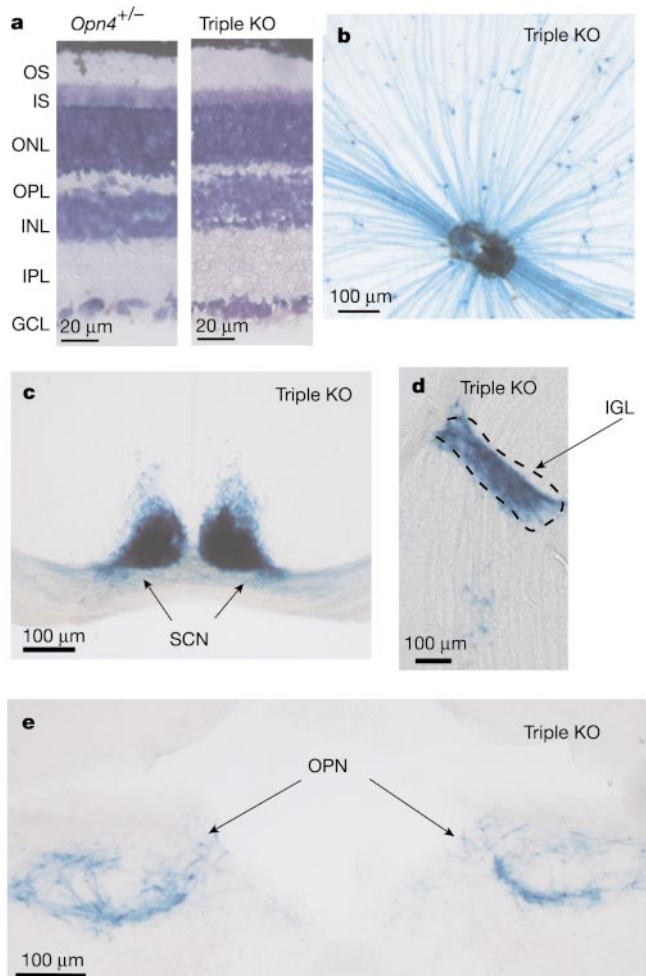 a
Opn4+/−
Triple KO
OS
IS
ONL
OPL
INL
IPL
GCL
20 μm
20 μm
b
Triple KO
100 μm
c
Triple KO
SCN
100 μm
d
Triple KO
IGL
100 μm
e
Triple KO
OPN
100 μm